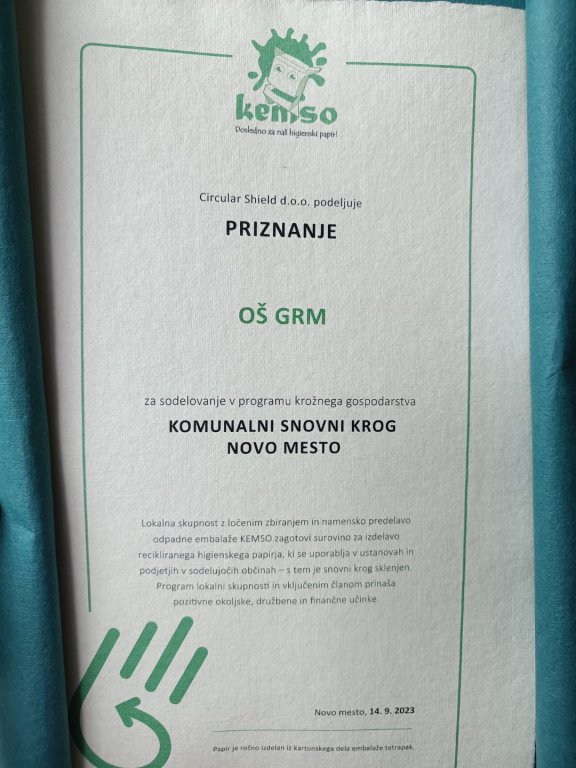 kemso
Dosledno za naš higienski papir!
Circular Shield d.o.o. podeljuje
PRIZNANJE
OŠ GRM
za sodelovanje v programu krožnega gospodarstva
KOMUNALNI SNOVNI KROG
NOVO MESTO
Lokalna skupnost z ločenim zbiranjem in namensko predelavo
odpadne embalaže KEMSO zagotovi surovino za izdelavo
recikliranega higienskega papirja, ki se uporablja v ustanovah in
podjetjih v sodelujočih občinah – s tem je snovni krog sklenjen.
Program lokalni skupnosti in vključenim članom prinaša
pozitivne okoljske, družbene in finančne učinke.
Novo mesto, 14. 9. 2023
Papir je ročno izdelan iz kartonskega dela embalaže tetrapak.